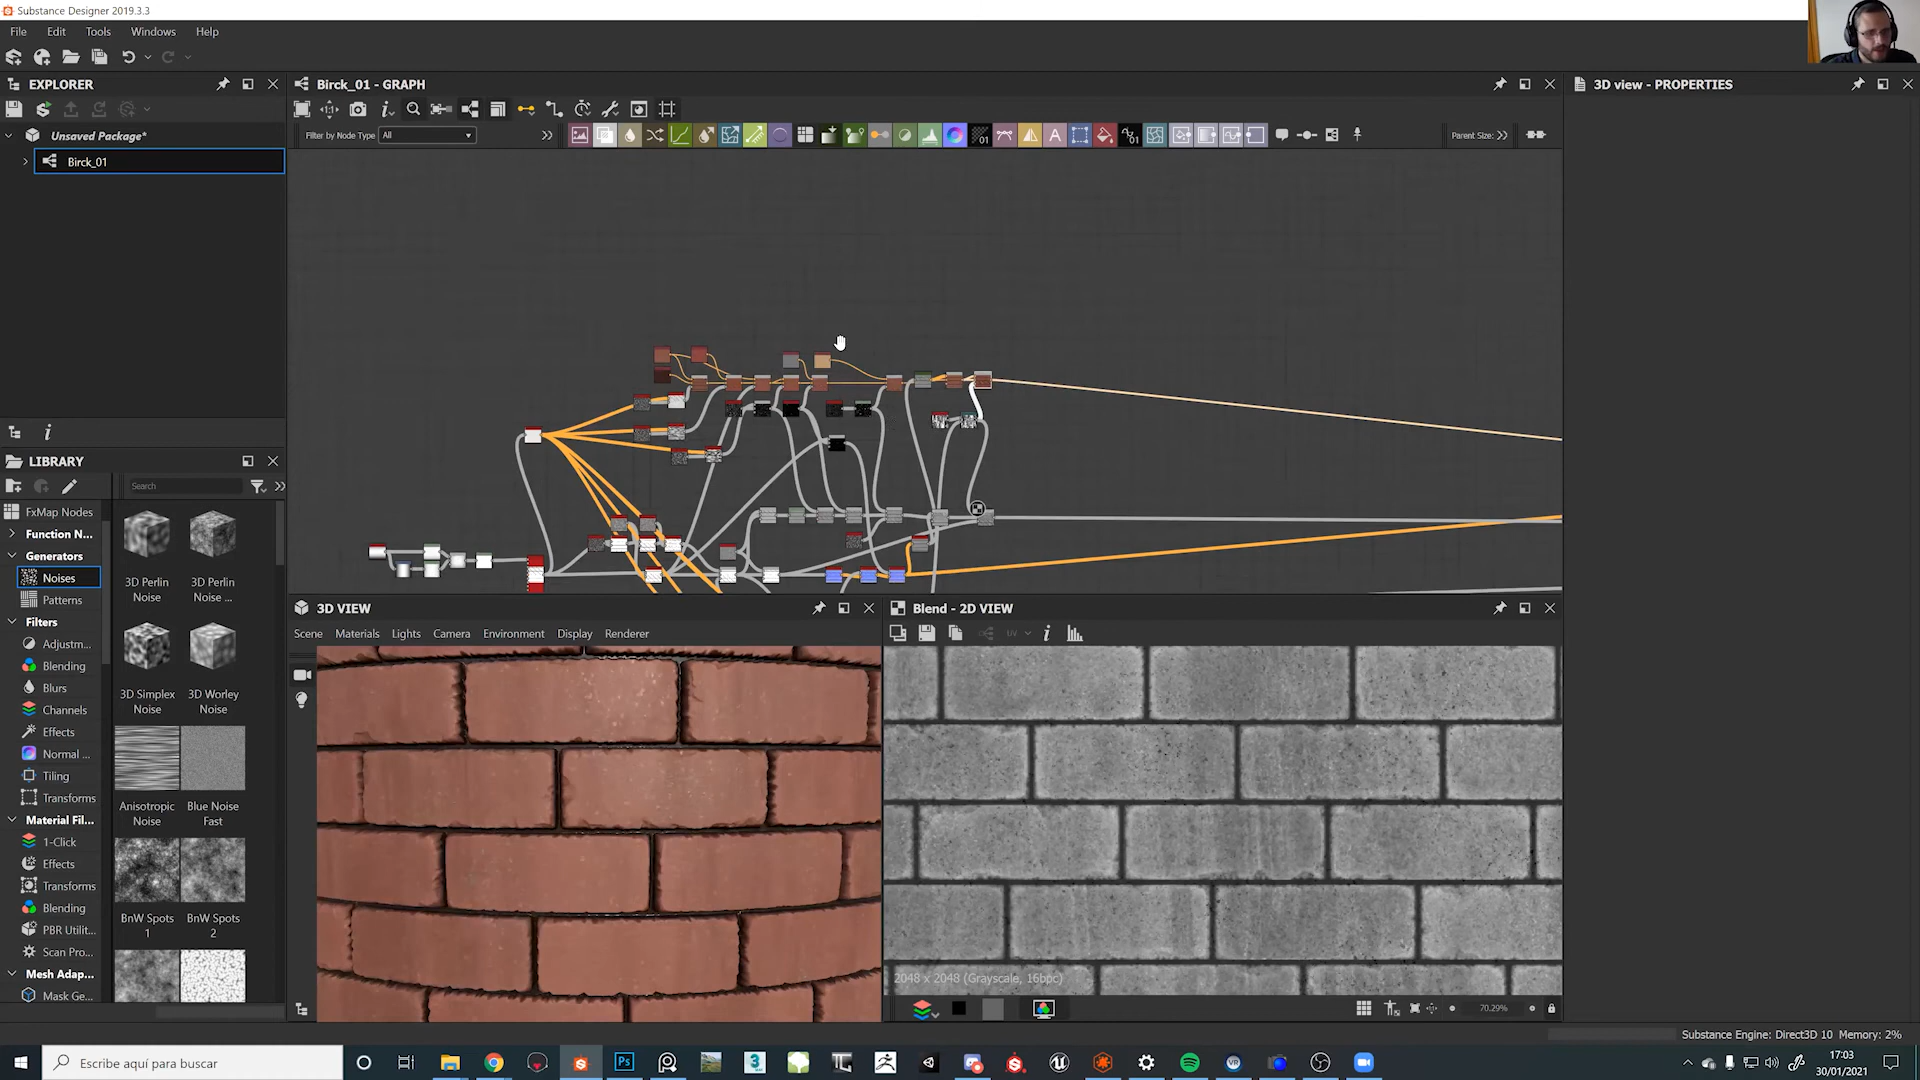 Substance Designer 2019.3.3
File Edit Tools Windows Help
EXPLORER
Unsaved Package*
Birck_01
Birck_01 - GRAPH
Filter by Node Type All
Parent Size:
3D view - PROPERTIES
LIBRARY
Search
FxMap Nodes
Function N...
Generators
Noises
Patterns
Filters
Adjustm...
Blending
Blurs
Channels
Effects
Normal ...
Tiling
Transforms
Material Fil...
1-Click
Effects
Transforms
Blending
PBR Utilit...
Scan Pro...
Mesh Adap...
Mask Ge...
3D Perlin Noise
3D Perlin Noise ...
3D Simplex Noise
3D Worley Noise
Anisotropic Noise
Blue Noise Fast
BnW Spots 1
BnW Spots 2
3D VIEW
Scene Materials Lights Camera Environment Display Renderer
Blend - 2D VIEW
UV
2048 x 2048 (Grayscale, 16bpc)
70.29%
Substance Engine: Direct3D 10 Memory: 2%
Escribe aquí para buscar
17:03
30/01/2021